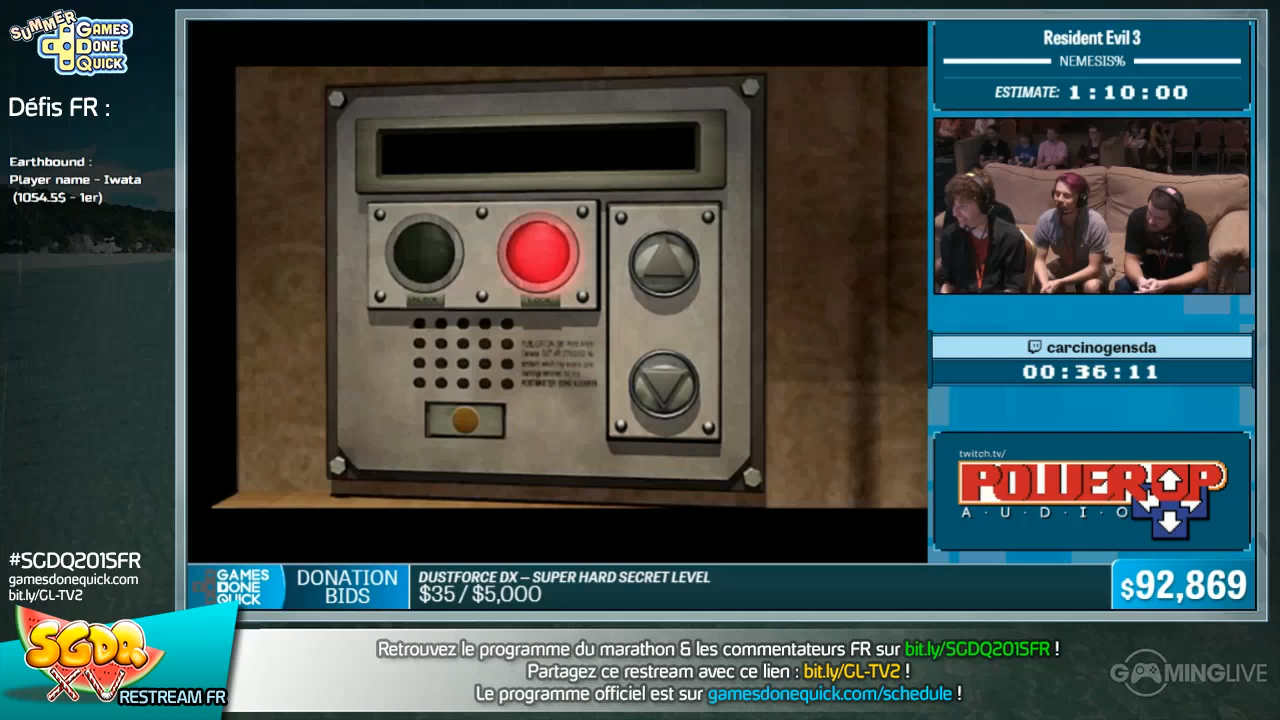 SUMMER
GAMES
DONE
QUICK
Défis FR :
Earthbound :
Player name - Iwata
(1054.5$ - 1er)
Resident Evil 3
NEMESIS%
ESTIMATE: 1:10:00
carcinogensda
00:36:11
twitch.tv/
POWERUP
A·U·D·I·O
#SGDQ2015FR
gamesdonequick.com
bit.ly/GL-TV2
GAMES
DONE
QUICK
DONATION
BIDS
DUSTFORCE DX – SUPER HARD SECRET LEVEL
$35 / $5,000
$92,869
SGDQ
XV
RESTREAM FR
Retrouvez le programme du marathon & les commentateurs FR sur bit.ly/SGDQ2015FR !
Partagez ce restream avec ce lien : bit.ly/GL-TV2 !
Le programme officiel est sur gamesdonequick.com/schedule !
GAMINGLIVE